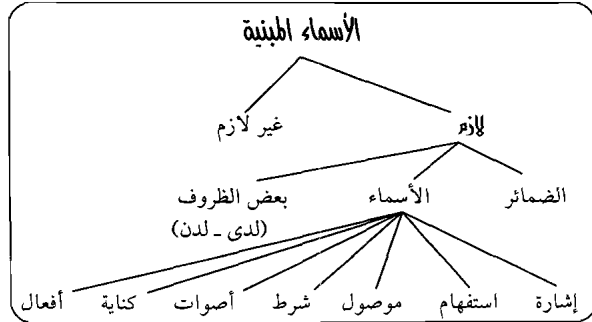 الأسماء المبنية
لازم غير لازم
الضمائر الأسماء بعض الظروف
(لدى ـ لدن)
إشارة استفهام موصول شرط أصوات كناية أفعال